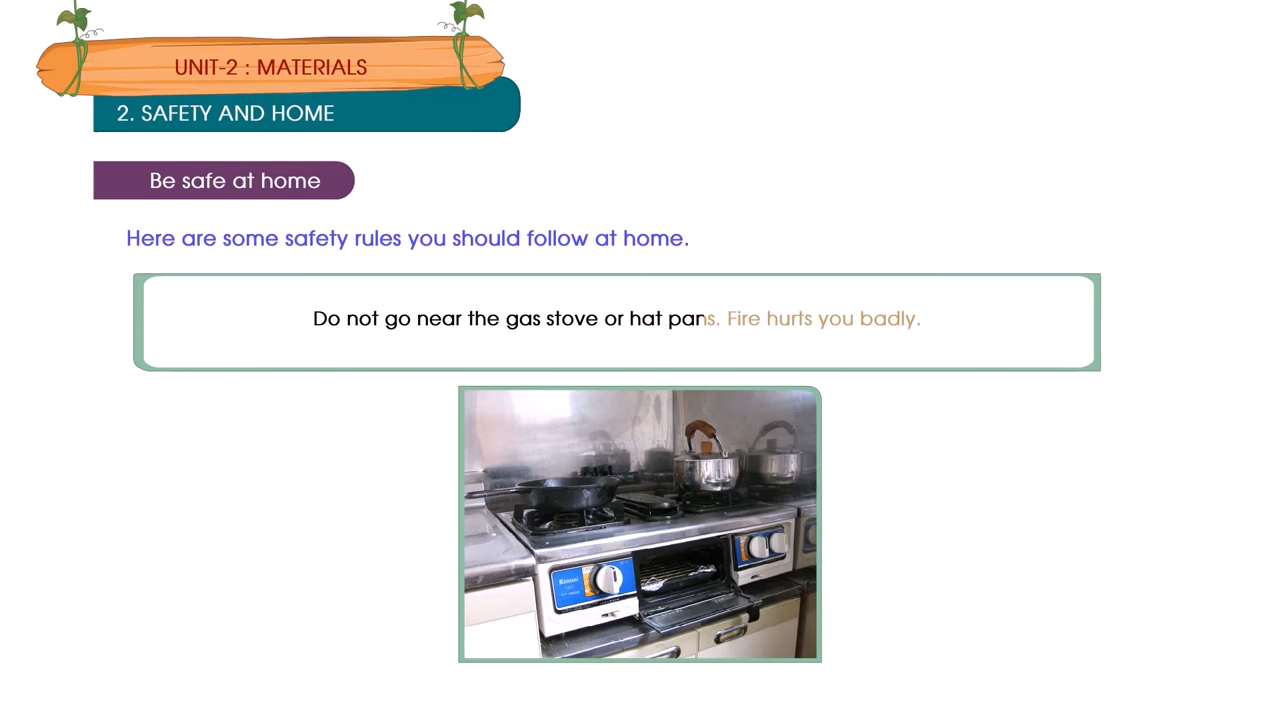 UNIT-2 : MATERIALS
2. SAFETY AND HOME
Be safe at home
Here are some safety rules you should follow at home.
Do not go near the gas stove or hat pans. Fire hurts you badly.
Rinnai